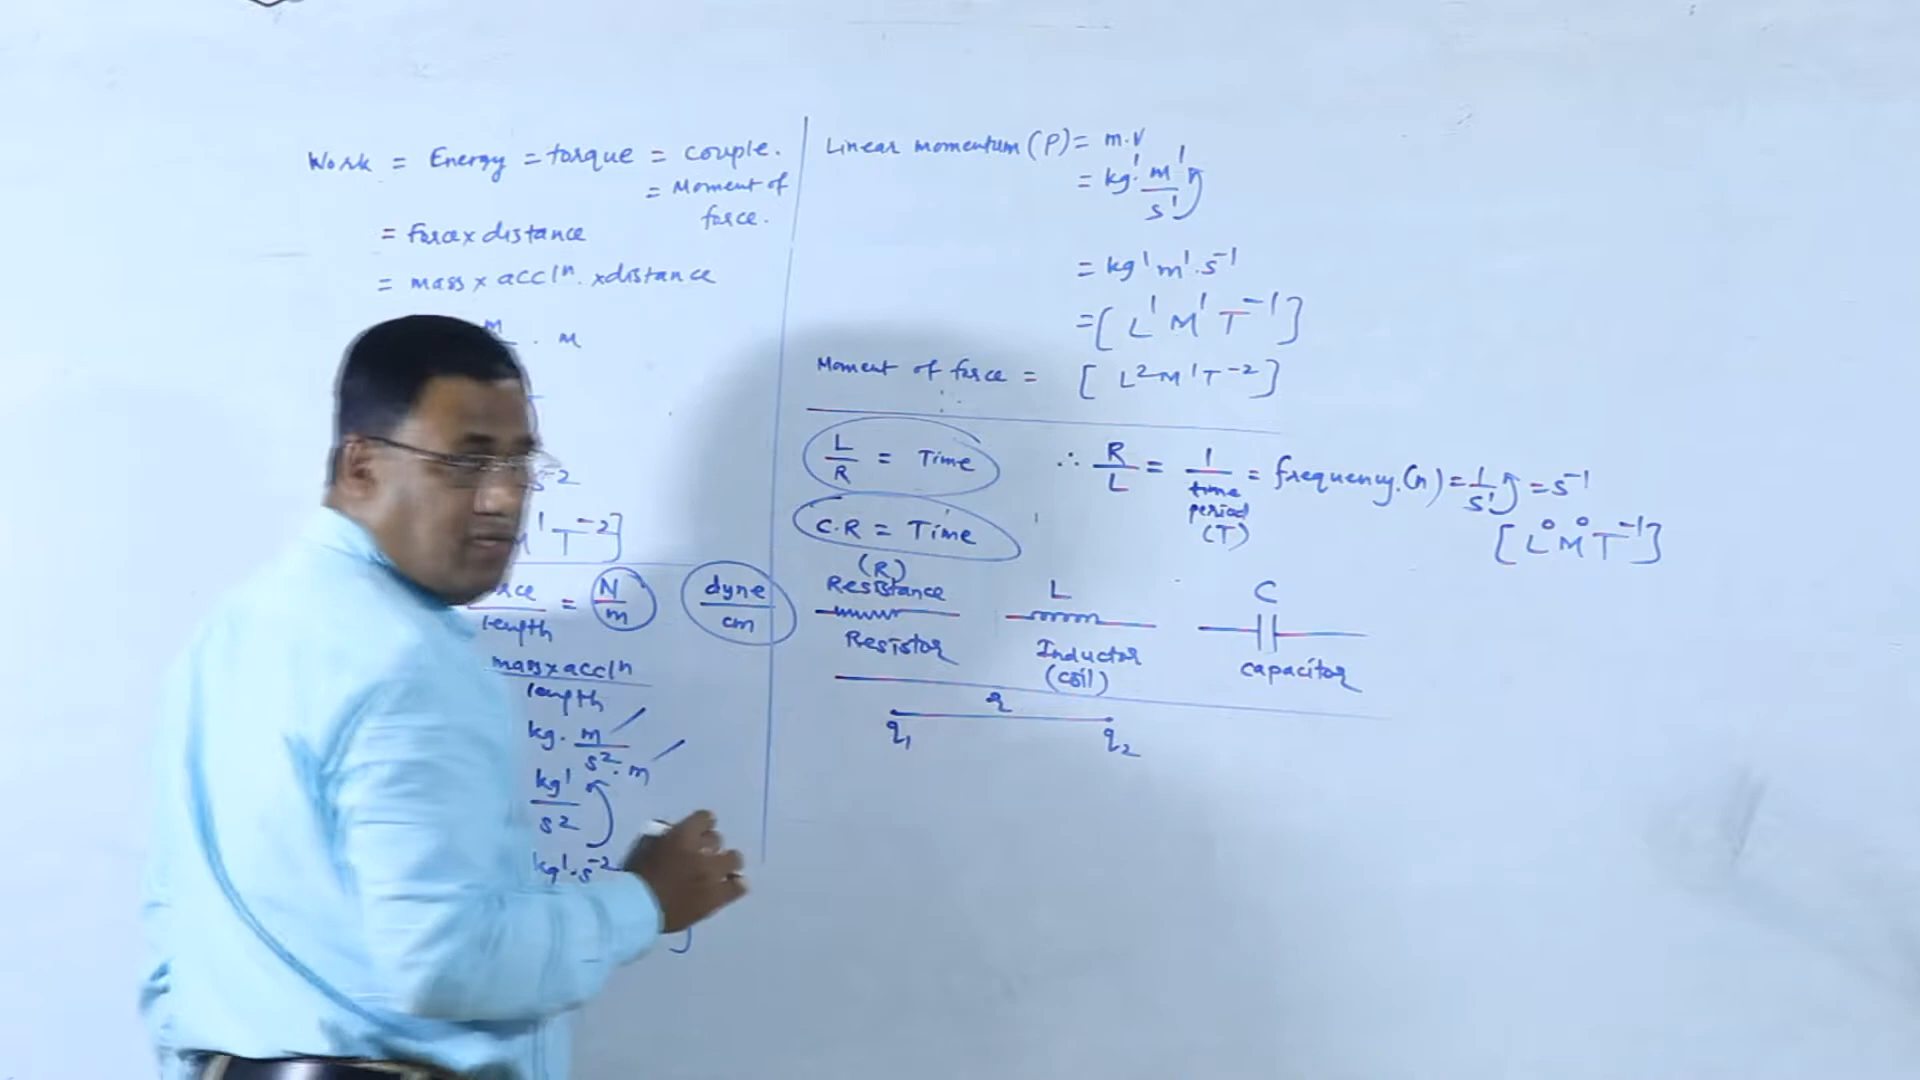 Work = Energy = torque = couple.
= Moment of
force.
= Force x distance
= mass x accln. x distance
m
. m
s-2
1 T-2]
length = N/m dyne/cm
mass x accln
length
kg. m
s2 . m
kg1
s2
kg1.s-2
Linear momentum (P) = m.V
= kg1. m1
s1
= kg1 m1.s-1
= [L1 M1 T-1]
Moment of force = [L2 M1 T-2]
L/R = Time ∴ R/L = 1/time = frequency.(n) = 1/s1 = s-1
period
(T)
[L0 M0 T-1]
C.R = Time
(R)
Resistance L C
Resistor Inductor capacitor
(coil)
r
q1 q2